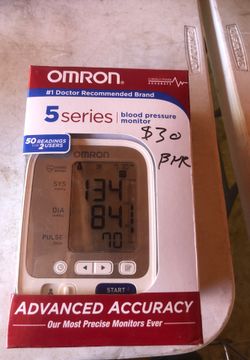 OMRON
#1 Doctor Recommended Brand
5 series blood pressure monitor
$30
BMR
50 READINGS
2 USERS
OMRON
SYS
134
DIA
84
PULSE
70
START
ADVANCED ACCURACY
Our Most Precise Monitors Ever